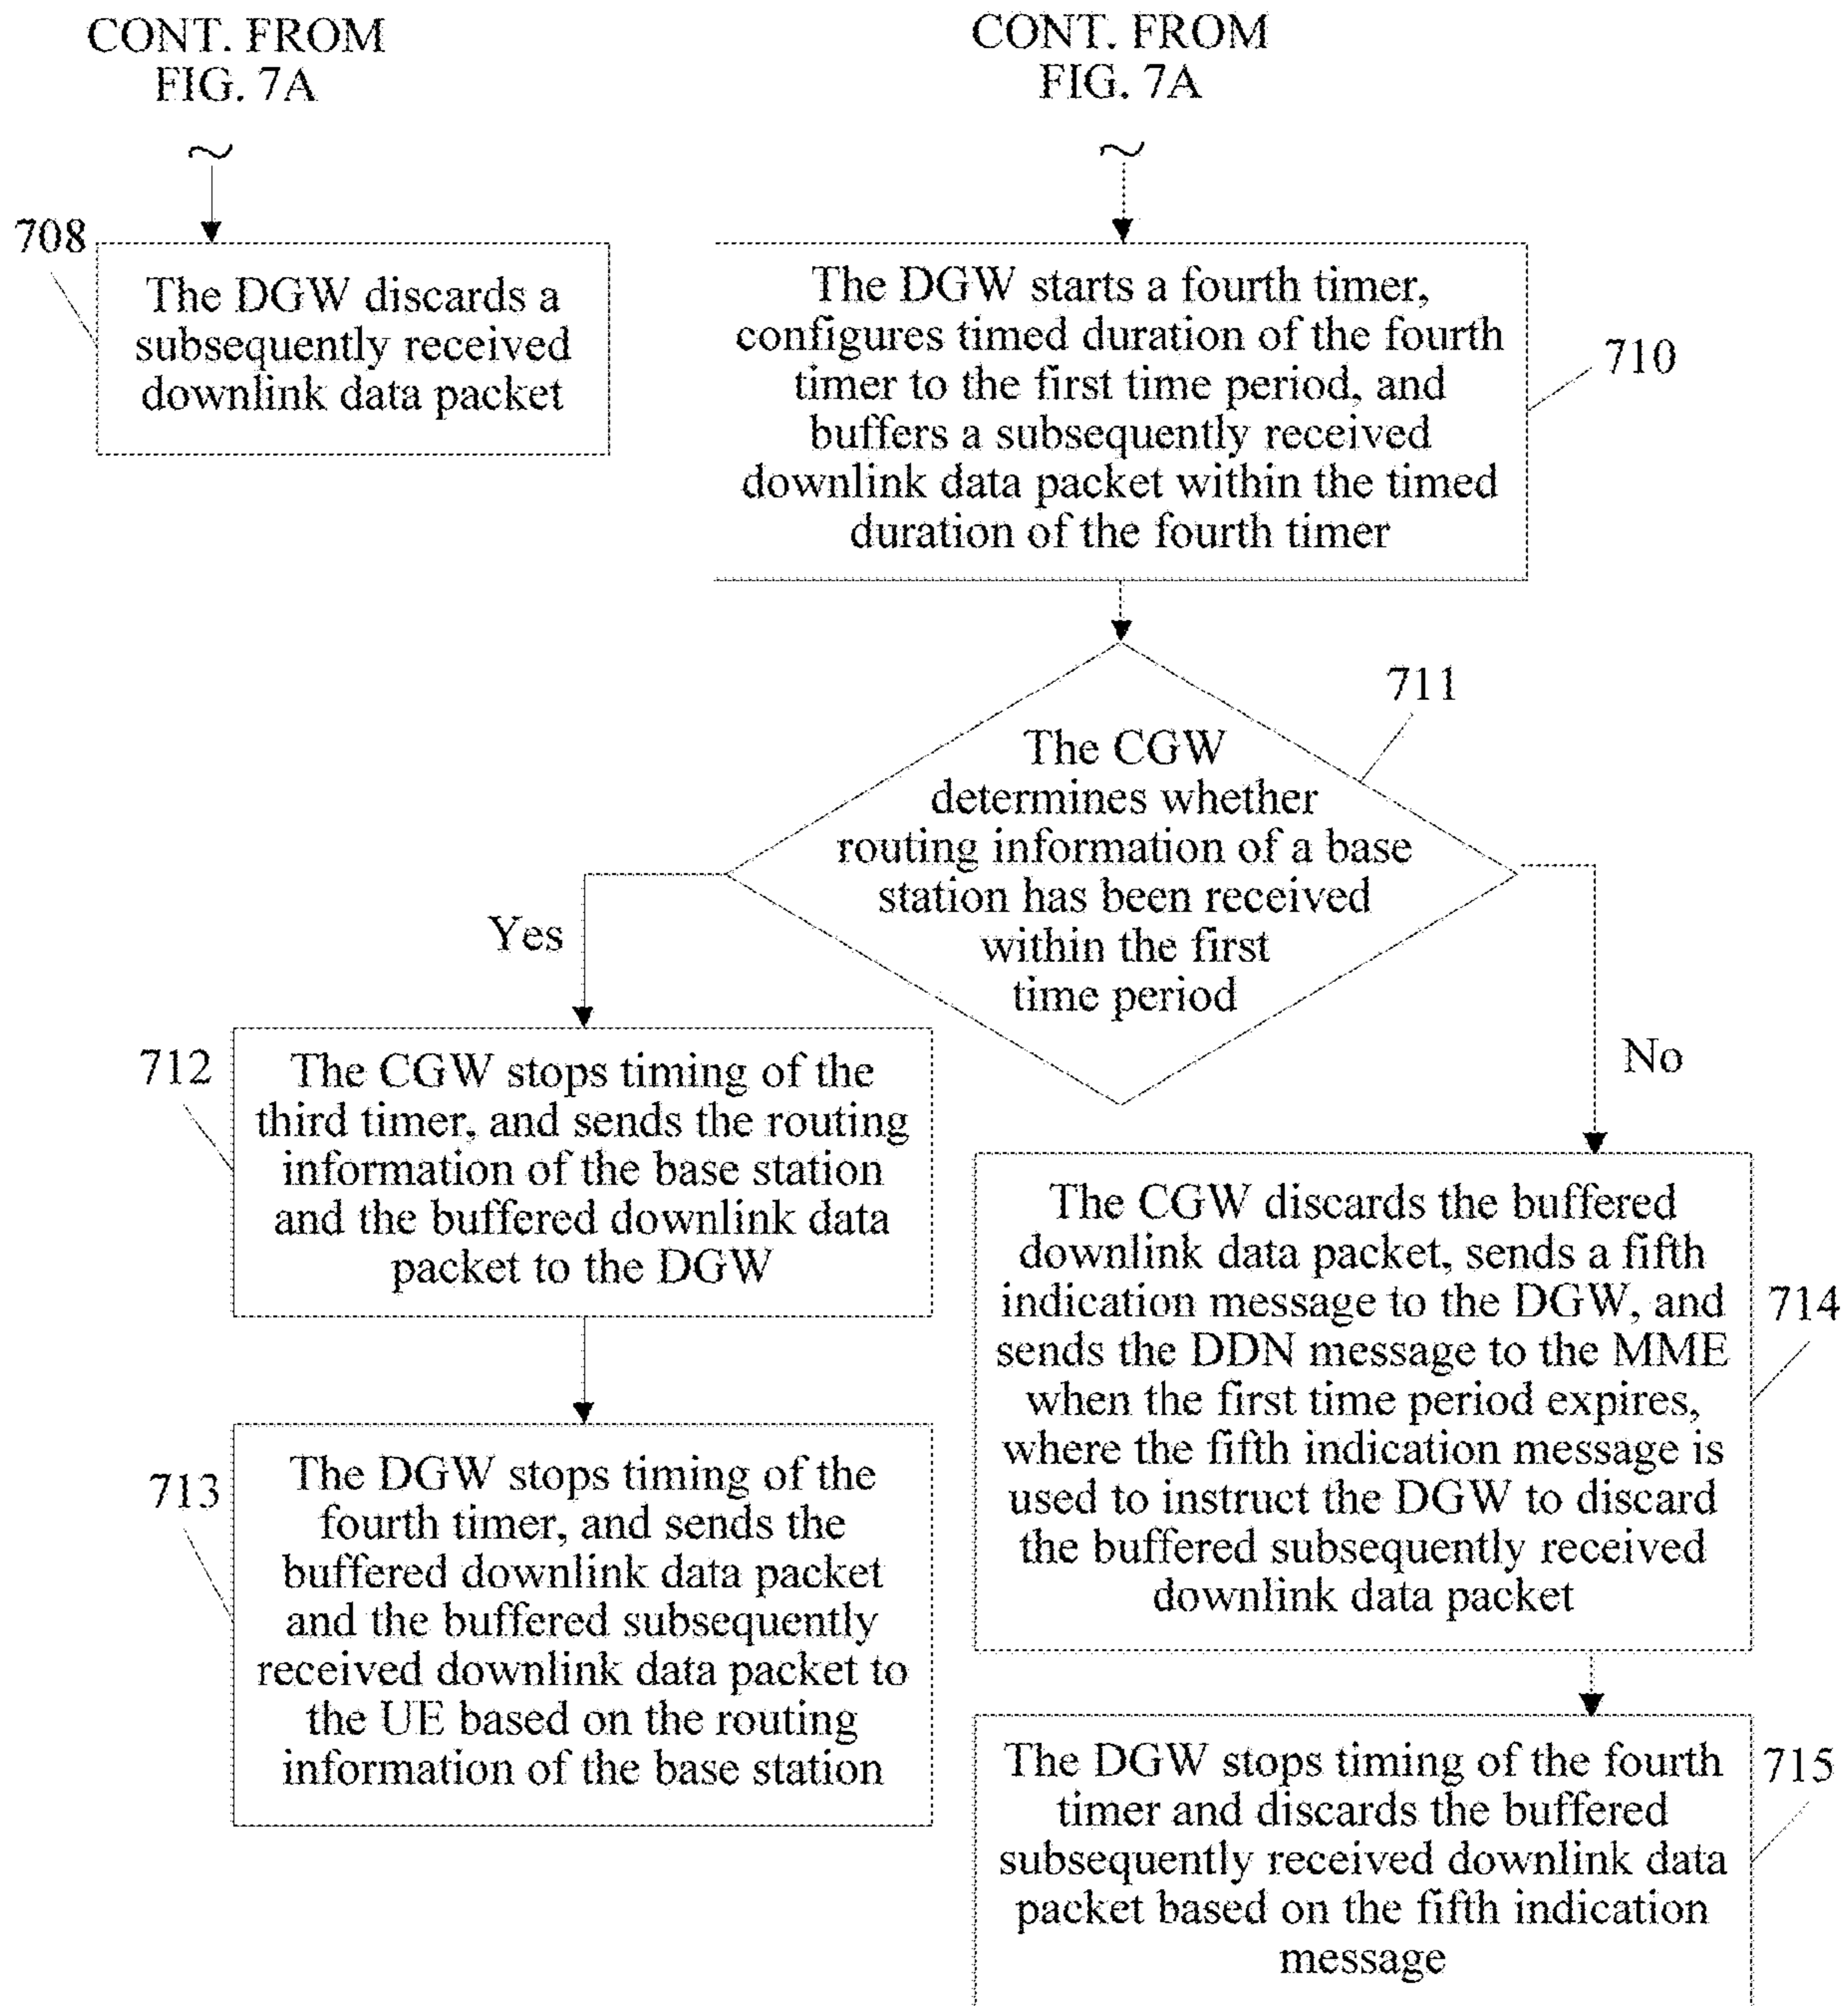 CONT. FROM
FIG. 7A
CONT. FROM
FIG. 7A
708
The DGW discards a
subsequently received
downlink data packet
The DGW starts a fourth timer,
configures timed duration of the fourth
timer to the first time period, and
buffers a subsequently received
downlink data packet within the timed
duration of the fourth timer
710
711
The CGW
determines whether
routing information of a base
station has been received
within the first
time period
Yes
No
712
The CGW stops timing of the
third timer, and sends the routing
information of the base station
and the buffered downlink data
packet to the DGW
713
The DGW stops timing of the
fourth timer, and sends the
buffered downlink data packet
and the buffered subsequently
received downlink data packet to
the UE based on the routing
information of the base station
The CGW discards the buffered
downlink data packet, sends a fifth
indication message to the DGW, and
sends the DDN message to the MME
when the first time period expires,
where the fifth indication message is
used to instruct the DGW to discard
the buffered subsequently received
downlink data packet
714
The DGW stops timing of the fourth
timer and discards the buffered
subsequently received downlink data
packet based on the fifth indication
message
715